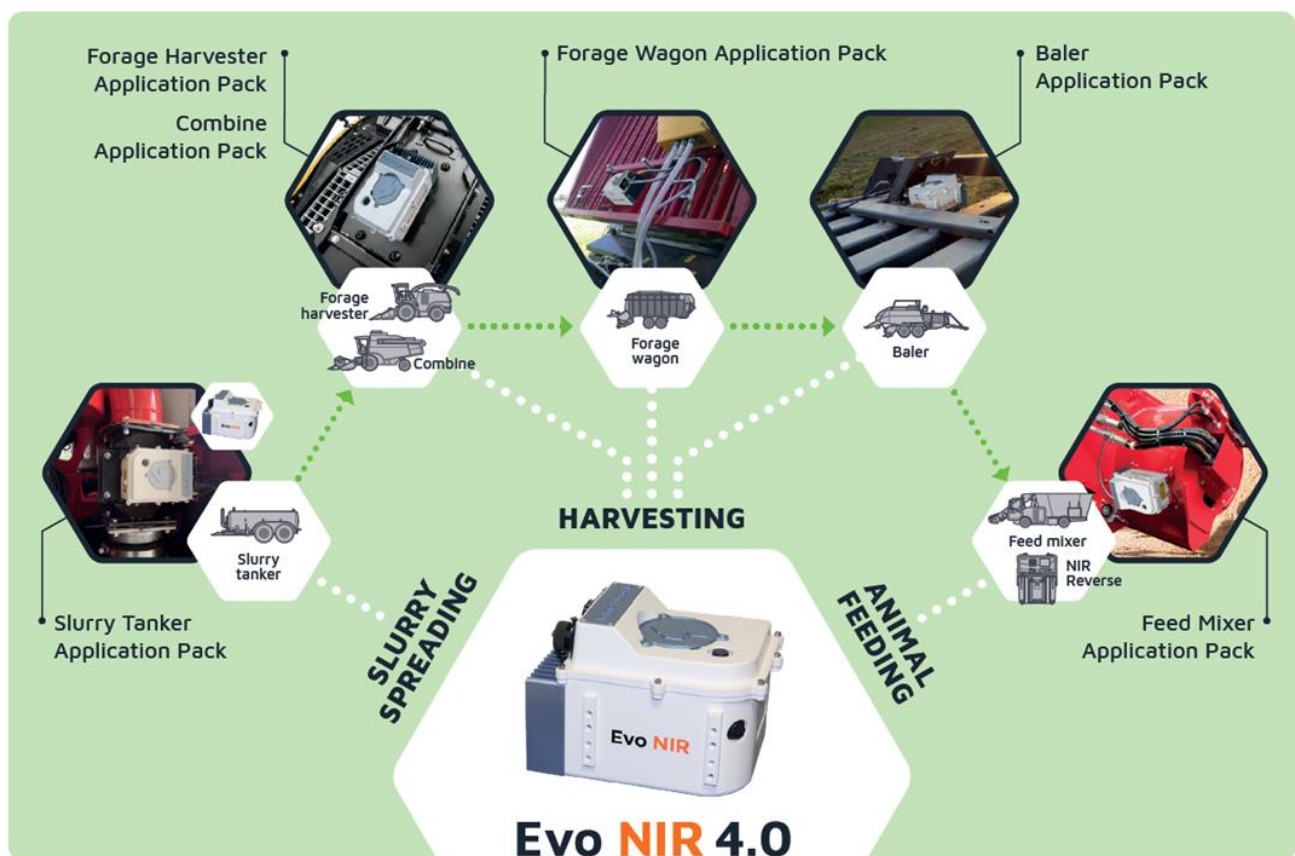 Forage Harvester
Application Pack
Combine
Application Pack
Forage Wagon Application Pack
Baler
Application Pack
Forage
harvester
Combine
Forage
wagon
Baler
Slurry
tanker
Slurry Tanker
Application Pack
Feed mixer
NIR
Reverse
Feed Mixer
Application Pack
SLURRY
SPREADING
HARVESTING
ANIMAL
FEEDING
Evo NIR
Evo NIR
Evo NIR 4.0